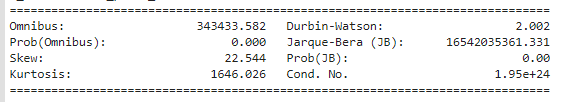 ==============================================================================
Omnibus: 343433.582 Durbin-Watson: 2.002
Prob(Omnibus): 0.000 Jarque-Bera (JB): 16542035361.331
Skew: 22.544 Prob(JB): 0.00
Kurtosis: 1646.026 Cond. No. 1.95e+24
==============================================================================